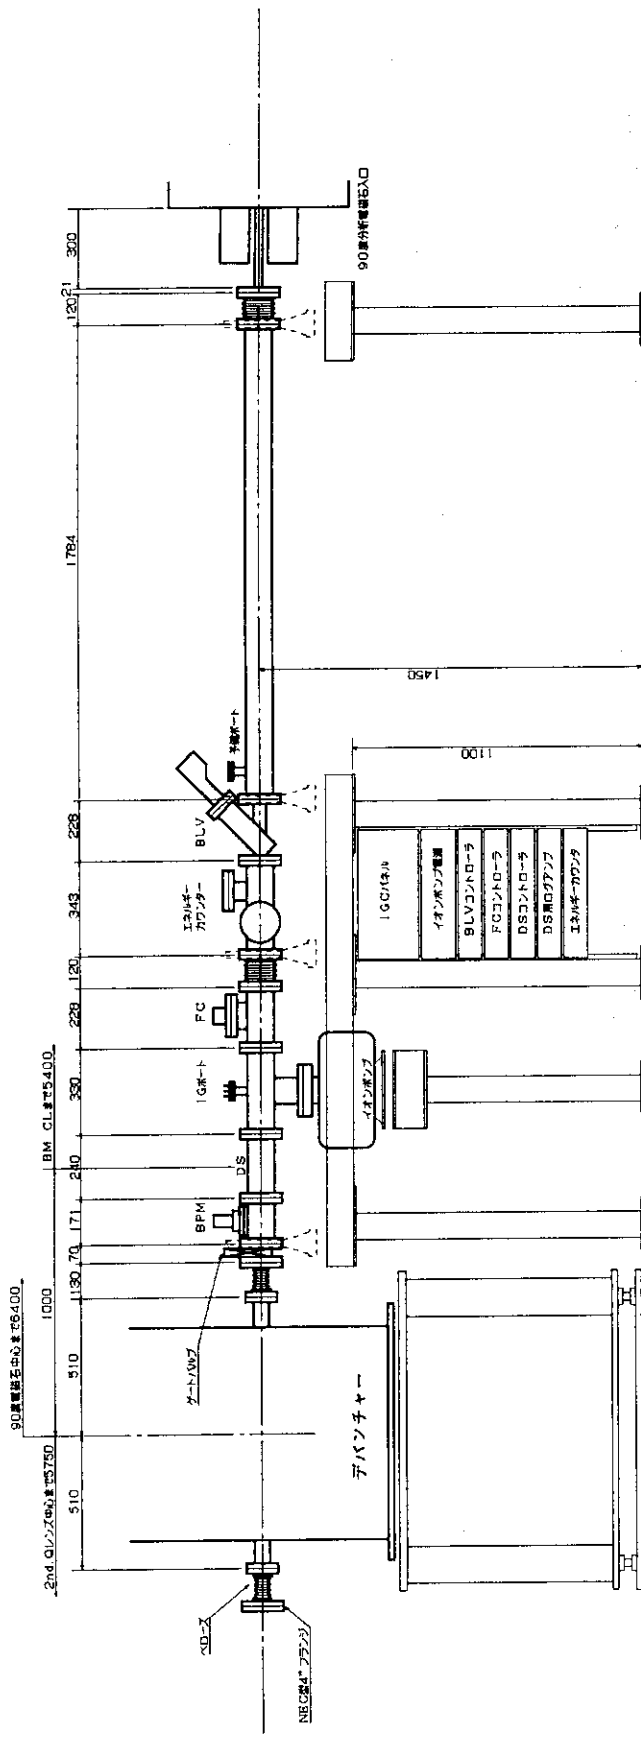 90度電磁石中心まで6400
2nd. Qレンズ中心まで5750
1000
BM CLまで5400
510
510
130
70
171
240
330
228
120
343
228
1784
120
21
300
ベローズ
NEC型4" フランジ
ゲートバルブ
BPM
DS
IGポート
FC
エネルギー
カウンター
BLV
予備ポート
90度分析電磁石入口
デバンチャー
イオンポンプ
1450
1100
IGCパネル
イオンポンプ電源
BLVコントローラ
FCコントローラ
DSコントローラ
DS用ログアンプ
エネルギーカウンタ